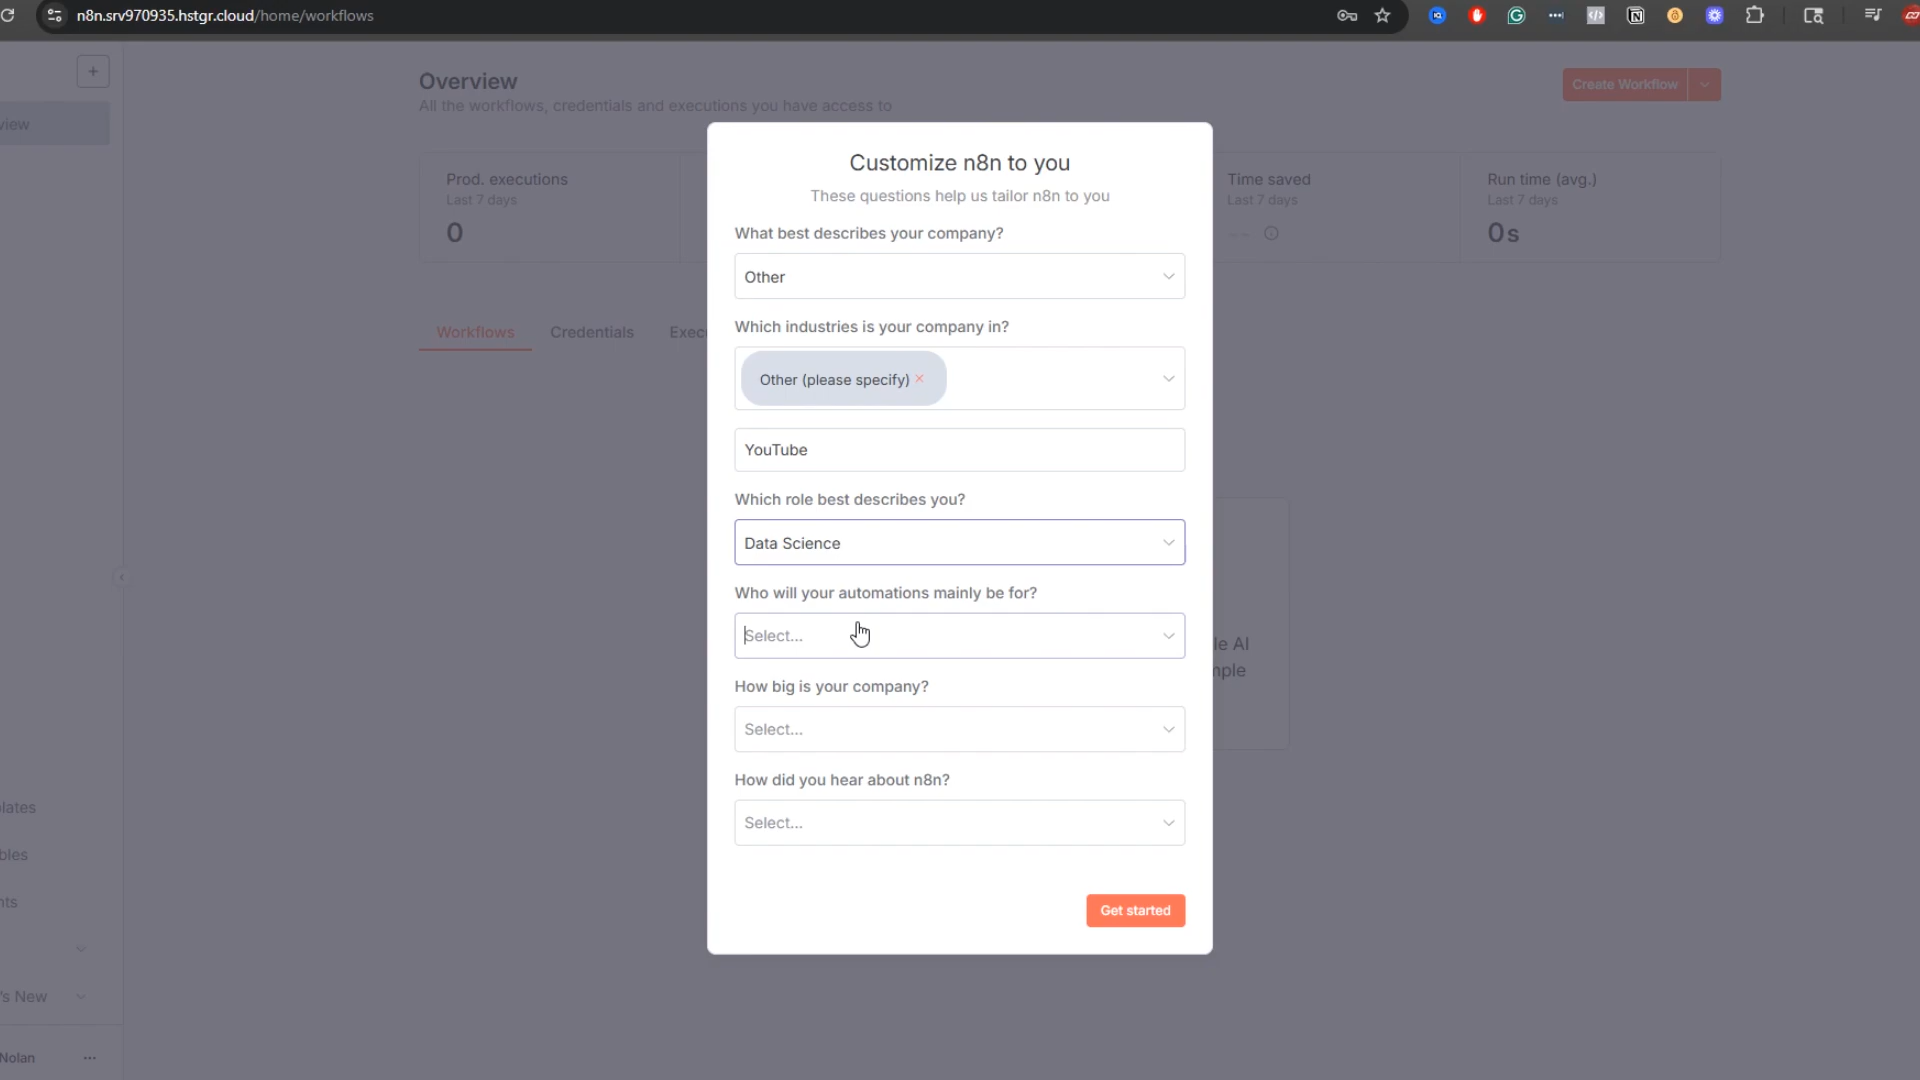 n8n.srv970935.hstgr.cloud/home/workflows
Overview
All the workflows, credentials and executions you have access to
Create Workflow
view
Prod. executions
Last 7 days
0
Time saved
Last 7 days
--
Run time (avg.)
Last 7 days
0s
Workflows
Credentials
Exec
Customize n8n to you
These questions help us tailor n8n to you
What best describes your company?
Other
Which industries is your company in?
Other (please specify)
YouTube
Which role best describes you?
Data Science
Who will your automations mainly be for?
Select...
How big is your company?
Select...
How did you hear about n8n?
Select...
Get started
le AI
mple
lates
bles
nts
's New
Nolan